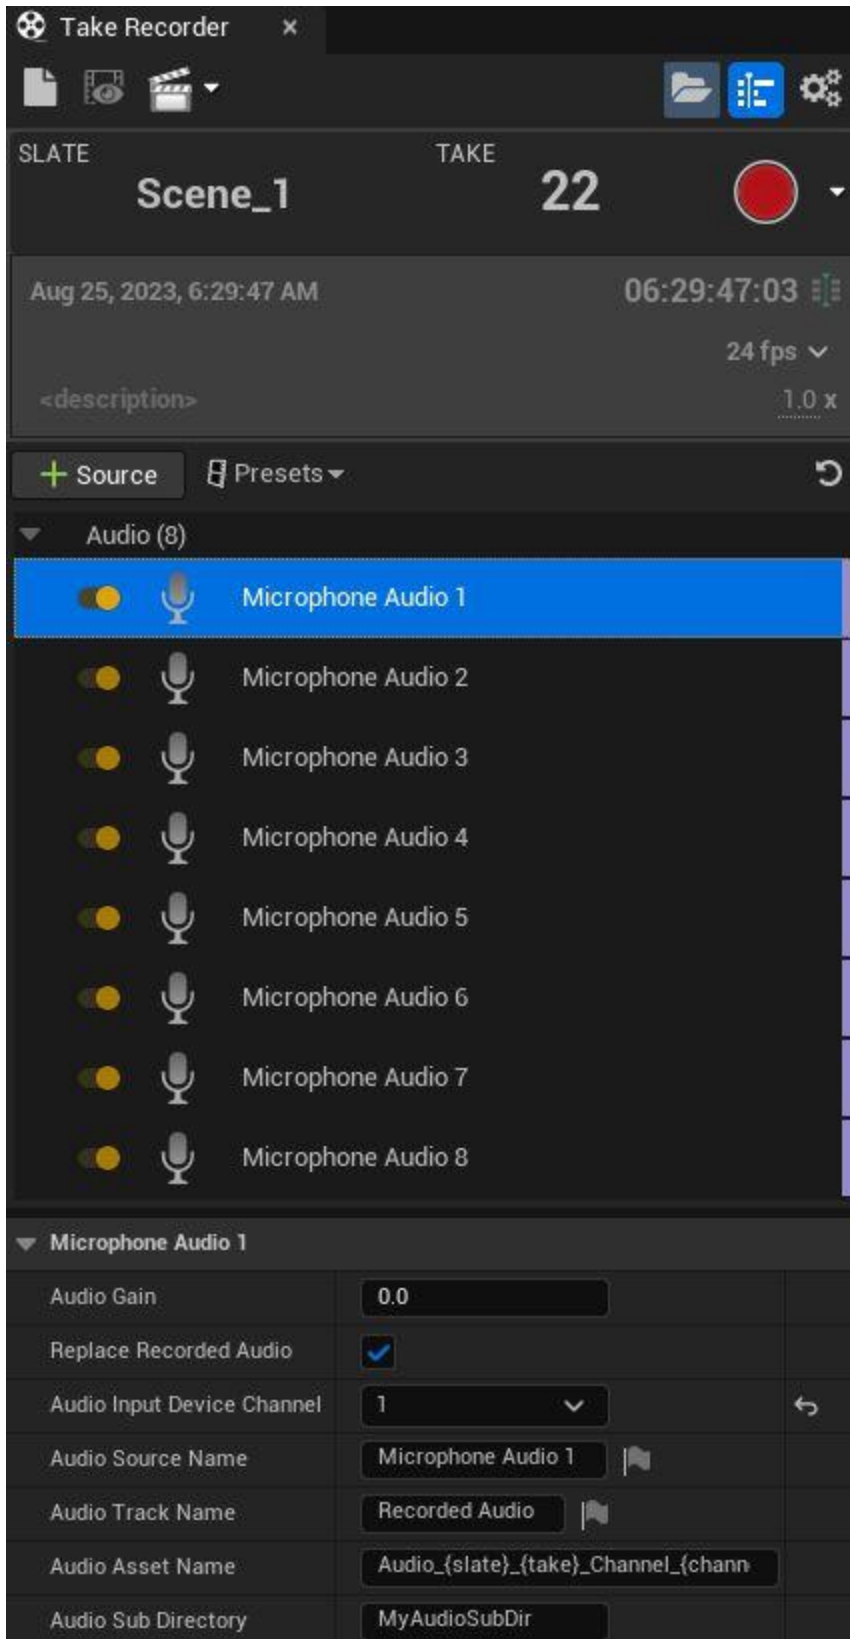 Take Recorder
SLATE TAKE
Scene_1 22
Aug 25, 2023, 6:29:47 AM 06:29:47:03
24 fps
<description> 1.0 x
+ Source Presets
Audio (8)
Microphone Audio 1
Microphone Audio 2
Microphone Audio 3
Microphone Audio 4
Microphone Audio 5
Microphone Audio 6
Microphone Audio 7
Microphone Audio 8
Microphone Audio 1
Audio Gain 0.0
Replace Recorded Audio
Audio Input Device Channel 1
Audio Source Name Microphone Audio 1
Audio Track Name Recorded Audio
Audio Asset Name Audio_{slate}_{take}_Channel_{chann
Audio Sub Directory MyAudioSubDir